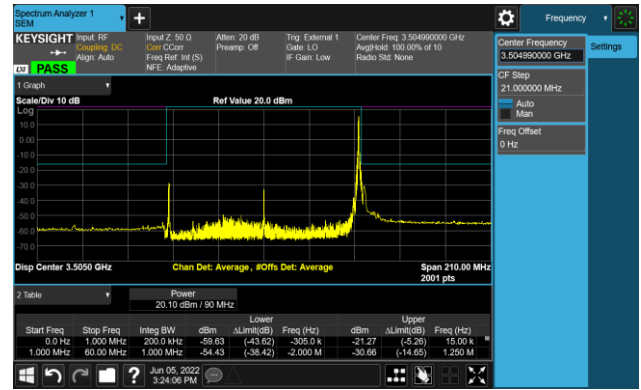 Spectrum Analyzer 1
SEM
Frequency
KEYSIGHT
Input: RF
Coupling: DC
Align: Auto
Input Z: 50 Ω
Corr CCorr
Freq Ref: Int (S)
NFE: Adaptive
Atten: 20 dB
Preamp: Off
Trig: External 1
Gate: LO
IF Gain: Low
Center Freq: 3.504990000 GHz
Avg|Hold: 100.00% of 10
Radio Std: None
LXI PASS
Center Frequency
3.504990000 GHz
Settings
CF Step
21.000000 MHz
Auto
Man
Freq Offset
0 Hz
1 Graph
Scale/Div 10 dB
Ref Value 20.0 dBm
Log
10.0
0.00
-10.0
-20.0
-30.0
-40.0
-50.0
-60.0
-70.0
Disp Center 3.5050 GHz
Chan Det: Average , #Offs Det: Average
Span 210.00 MHz
2001 pts
2 Table
Power
20.10 dBm / 90 MHz
Lower Upper
Start Freq Stop Freq Integ BW dBm ΔLimit(dB) Freq (Hz) dBm ΔLimit(dB) Freq (Hz)
0.0 Hz 1.000 MHz 200.0 kHz -59.63 (-43.62) -305.0 k -21.27 (-5.26) 15.00 k
1.000 MHz 60.00 MHz 1.000 MHz -54.43 (-38.42) -2.000 M -30.66 (-14.65) 1.250 M
?
Jun 05, 2022
3:24:06 PM